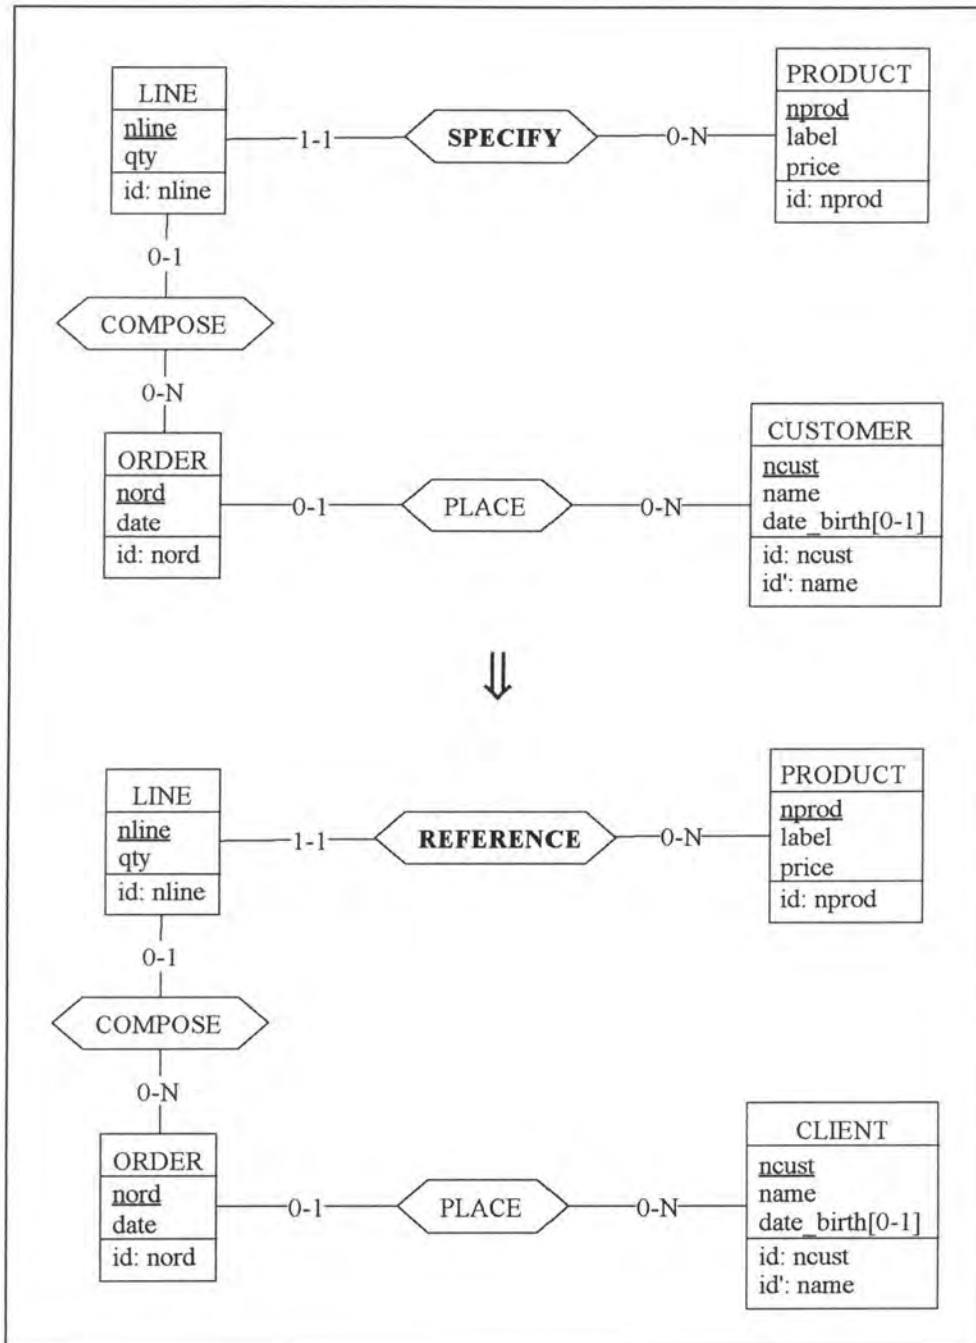 LINE
nline
qty
id: nline
1-1
SPECIFY
0-N
PRODUCT
nprod
label
price
id: nprod
0-1
COMPOSE
0-N
ORDER
nord
date
id: nord
0-1
PLACE
0-N
CUSTOMER
ncust
name
date_birth[0-1]
id: ncust
id': name
⇓
LINE
nline
qty
id: nline
1-1
REFERENCE
0-N
PRODUCT
nprod
label
price
id: nprod
0-1
COMPOSE
0-N
ORDER
nord
date
id: nord
0-1
PLACE
0-N
CLIENT
ncust
name
date_birth[0-1]
id: ncust
id': name